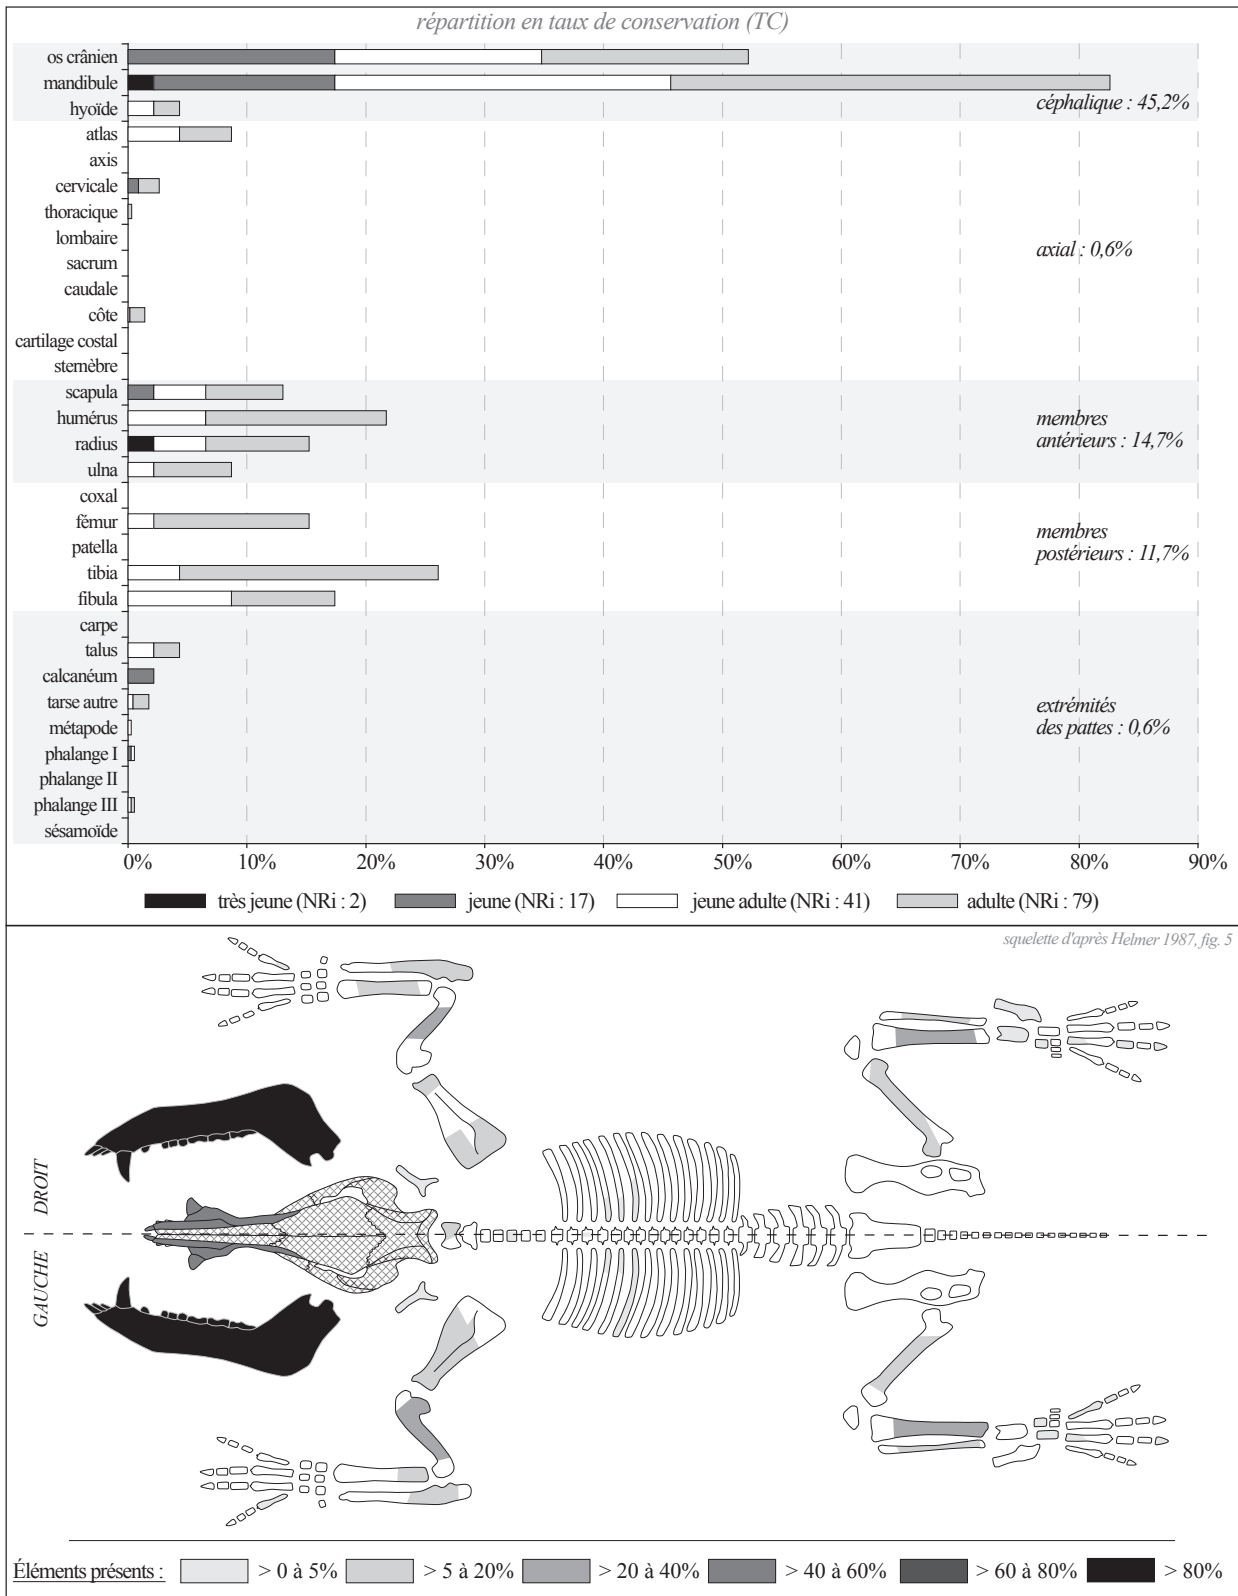 répartition en taux de conservation (TC)
os crânien
mandibule
hyoïde
céphalique : 45,2%
atlas
axis
cervicale
thoracique
lombaire
sacrum
caudale
côte
cartilage costal
sternèbre
axial : 0,6%
scapula
humérus
radius
ulna
membres
antérieurs : 14,7%
coxal
fémur
patella
tibia
fibula
membres
postérieurs : 11,7%
carpe
talus
calcanéum
tarse autre
métapode
phalange I
phalange II
phalange III
sésamoïde
extrémités
des pattes : 0,6%
0% 10% 20% 30% 40% 50% 60% 70% 80% 90%
très jeune (NRi : 2) jeune (NRi : 17) jeune adulte (NRi : 41) adulte (NRi : 79)
squelette d'après Helmer 1987, fig. 5
DROIT
GAUCHE
Éléments présents : > 0 à 5% > 5 à 20% > 20 à 40% > 40 à 60% > 60 à 80% > 80%